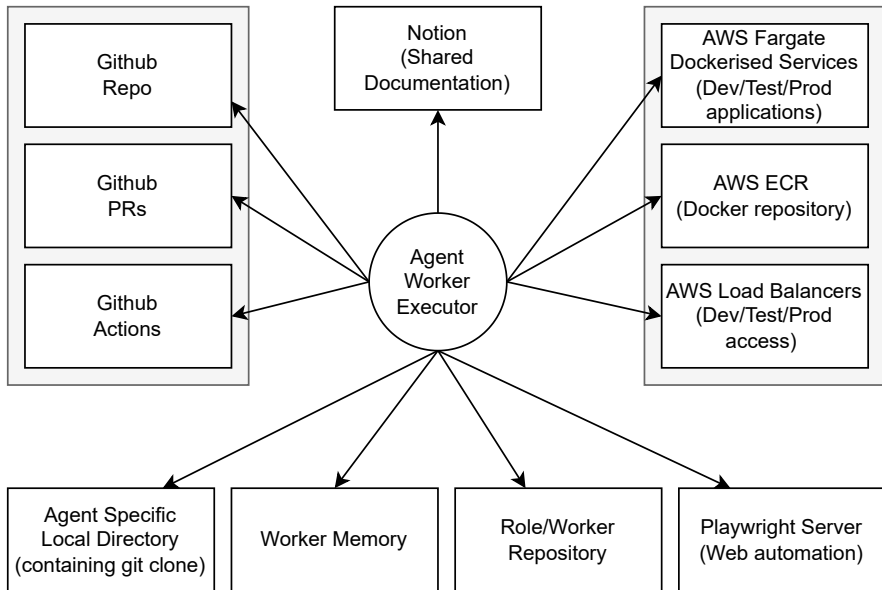 Github
Repo
Notion
(Shared
Documentation)
AWS Fargate
Dockerised Services
(Dev/Test/Prod
applications)
Github
PRs
AWS ECR
(Docker repository)
Agent
Worker
Executor
Github
Actions
AWS Load Balancers
(Dev/Test/Prod
access)
Agent Specific
Local Directory
(containing git clone)
Worker Memory
Role/Worker
Repository
Playwright Server
(Web automation)